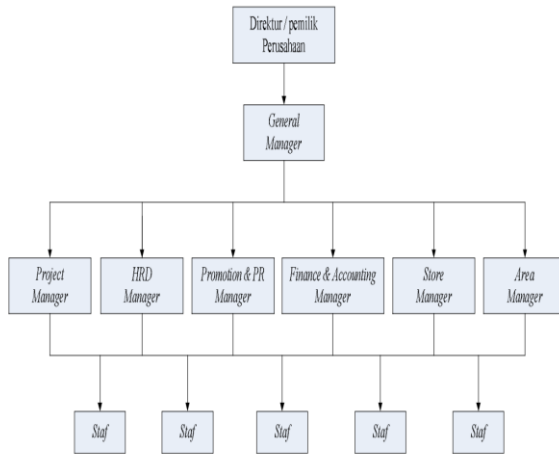 Direktur / pemilik
Perusahaan
General
Manager
Project
Manager
HRD
Manager
Promotion & PR
Manager
Finance & Accounting
Manager
Store
Manager
Area
Manager
Staf
Staf
Staf
Staf
Staf